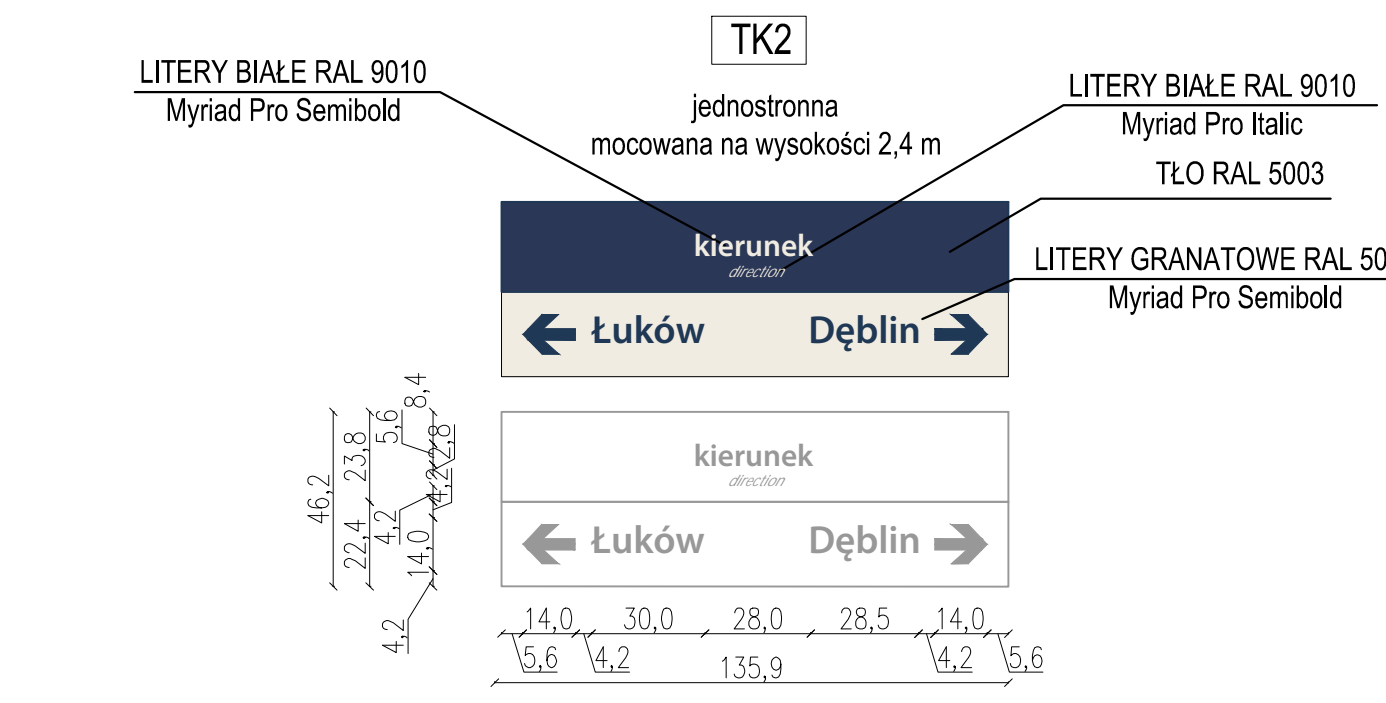 TK2
LITERY BIAŁE RAL 9010
Myriad Pro Semibold
jednostronna
mocowana na wysokości 2,4 m
LITERY BIAŁE RAL 9010
Myriad Pro Italic
TŁO RAL 5003
LITERY GRANATOWE RAL 50
Myriad Pro Semibold
kierunek
direction
Łuków Dęblin
kierunek
direction
Łuków Dęblin
46,2
23,8
22,4
5,6
8,4
2,8
4,2
4,2
4,2
14,0
4,2
14,0 30,0 28,0 28,5 14,0
5,6 4,2 135,9 4,2 5,6